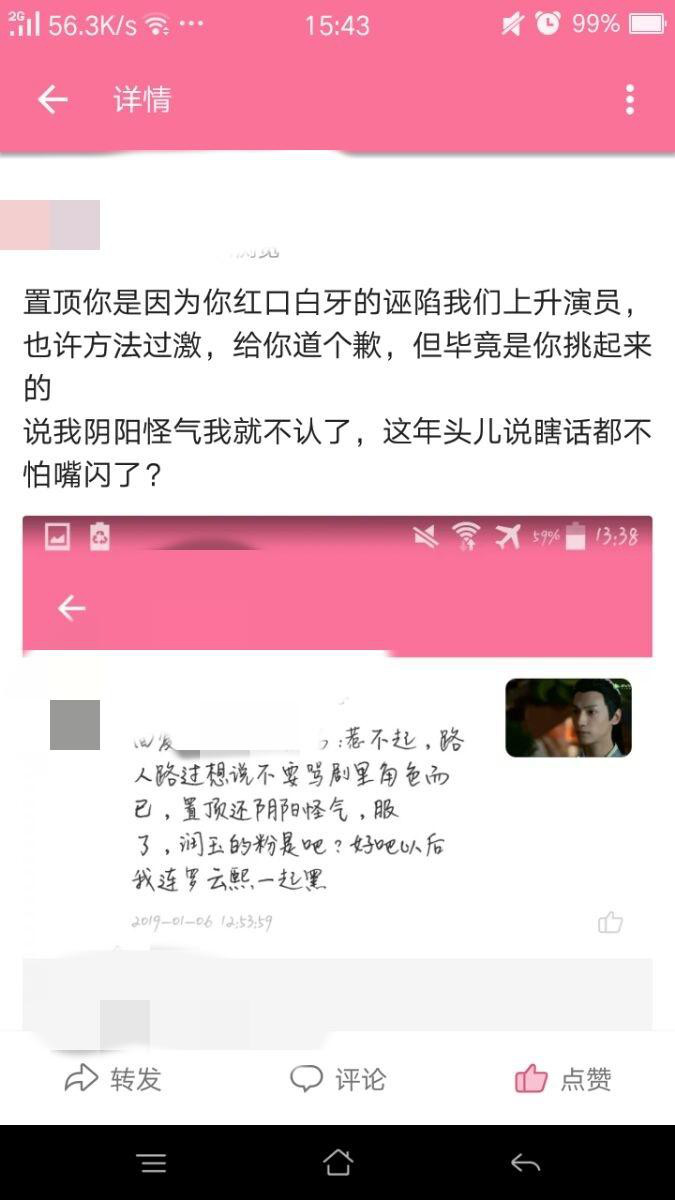 2G 56.3K/s ... 15:43 99%
详情
浏览
置顶你是因为你红口白牙的诬陷我们上升演员，
也许方法过激，给你道个歉，但毕竟是你挑起来
的
说我阴阳怪气我就不认了，这年头儿说瞎话都不
怕嘴闪了？
59% 13:38
:惹不起，路
人路过想说不要骂剧里角色而
已，置顶还阴阳怪气，服
了，润玉的粉是吧？好吧以后
我连罗云熙一起黑
2019-01-06 12:53:59
转发 评论 点赞